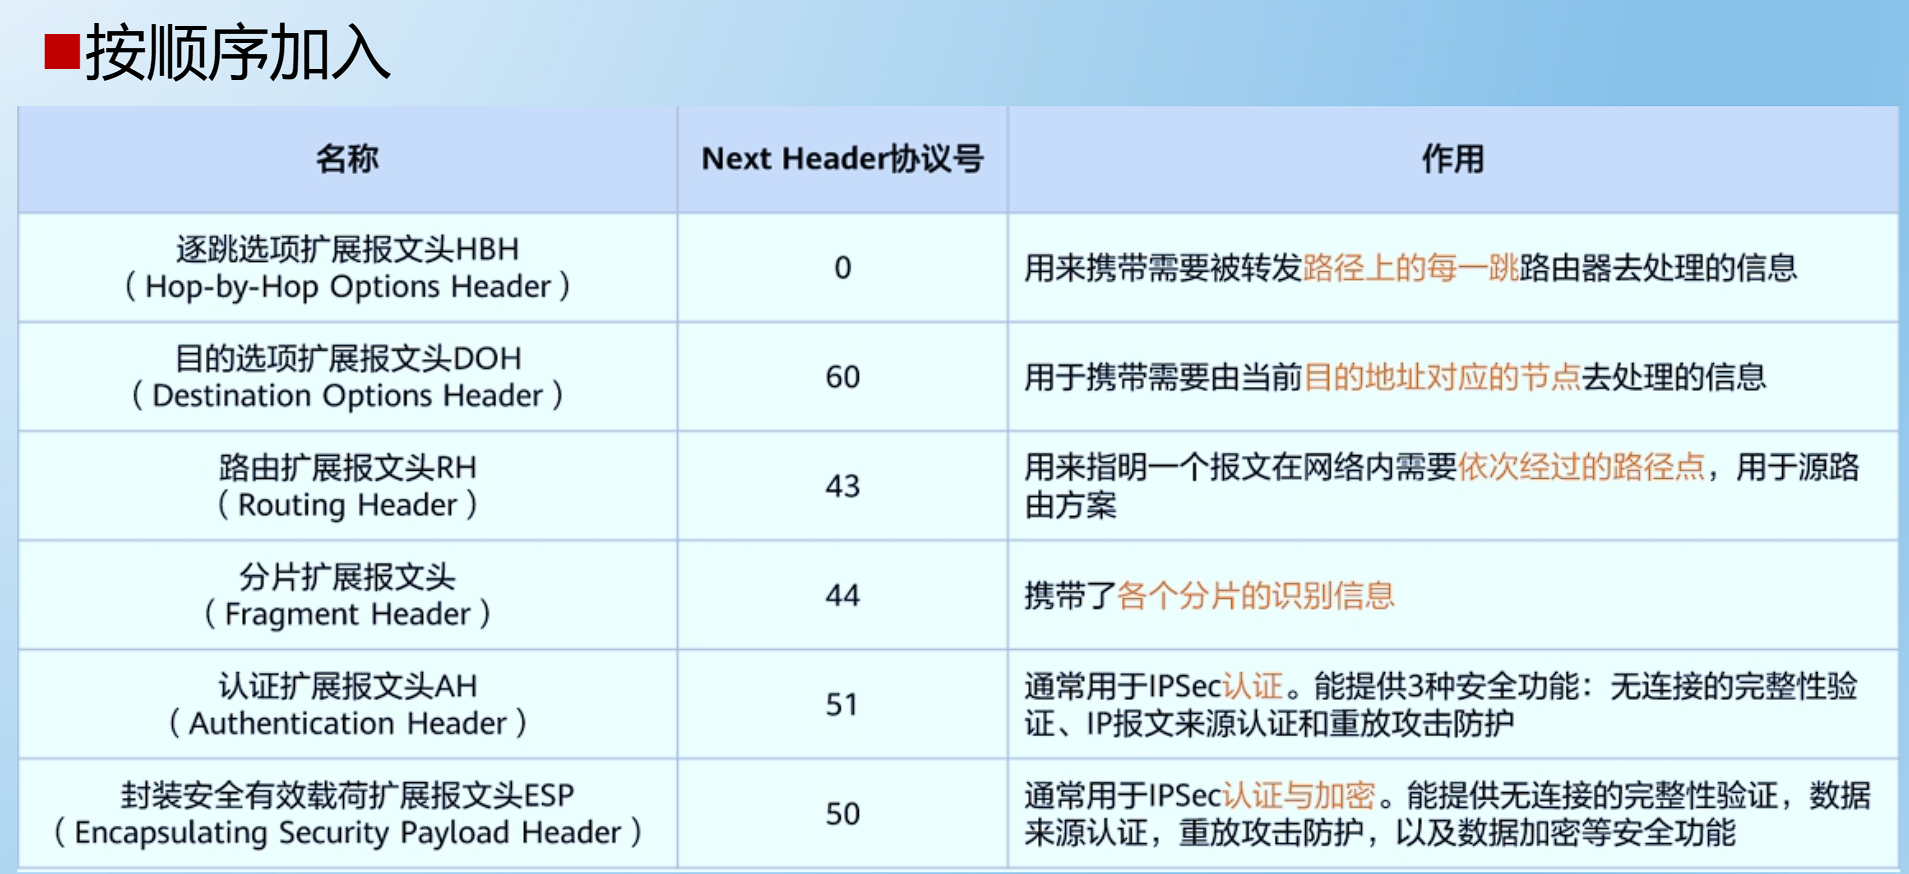 按顺序加入
名称
Next Header协议号
作用
逐跳选项扩展报文头HBH
（Hop-by-Hop Options Header）
0
用来携带需要被转发路径上的每一跳路由器去处理的信息
目的选项扩展报文头DOH
（Destination Options Header）
60
用于携带需要由当前目的地址对应的节点去处理的信息
路由扩展报文头RH
（Routing Header）
43
用来指明一个报文在网络内需要依次经过的路径点，用于源路
由方案
分片扩展报文头
（Fragment Header）
44
携带了各个分片的识别信息
认证扩展报文头AH
（Authentication Header）
51
通常用于IPSec认证。能提供3种安全功能：无连接的完整性验
证、IP报文来源认证和重放攻击防护
封装安全有效载荷扩展报文头ESP
（Encapsulating Security Payload Header）
50
通常用于IPSec认证与加密。能提供无连接的完整性验证，数据
来源认证，重放攻击防护，以及数据加密等安全功能